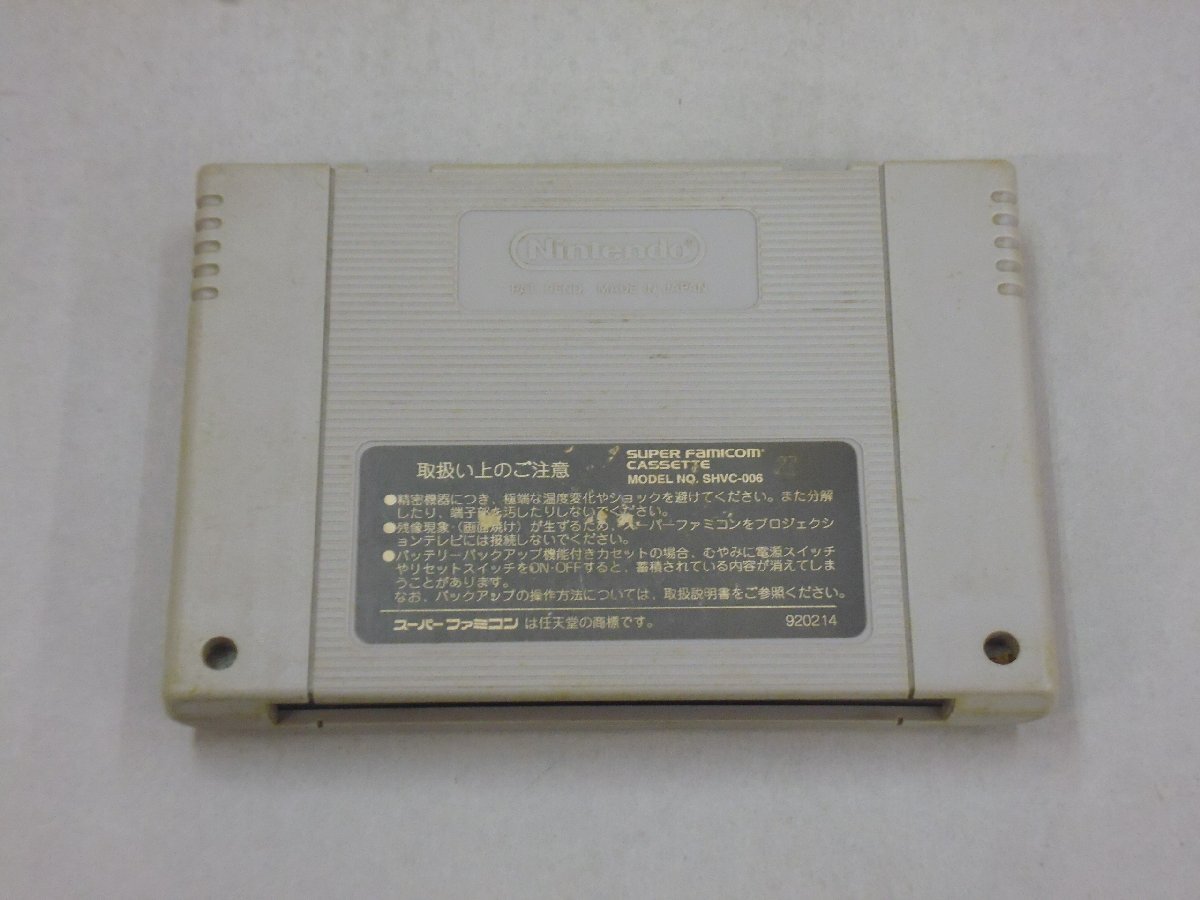 Nintendo®
PAT. PEND. MADE IN JAPAN
取扱い上のご注意
SUPER FAMICOM
CASSETTE
MODEL NO. SHVC-006
22
●精密機器につき、極端な温度変化やショックを避けてください。また分解
したり、端子部を汚したりしないでください。
●残像現象(画面焼け)が生ずるため、スーパーファミコンをプロジェクシ
ョンテレビには接続しないでください。
●バッテリーバックアップ機能付きカセットの場合、むやみに電源スイッチ
やリセットスイッチをON・OFFすると、蓄積されている内容が消えてしま
うことがあります。
なお、バックアップの操作方法については、取扱説明書をご参照ください。
スーパーファミコンは任天堂の商標です。
920214